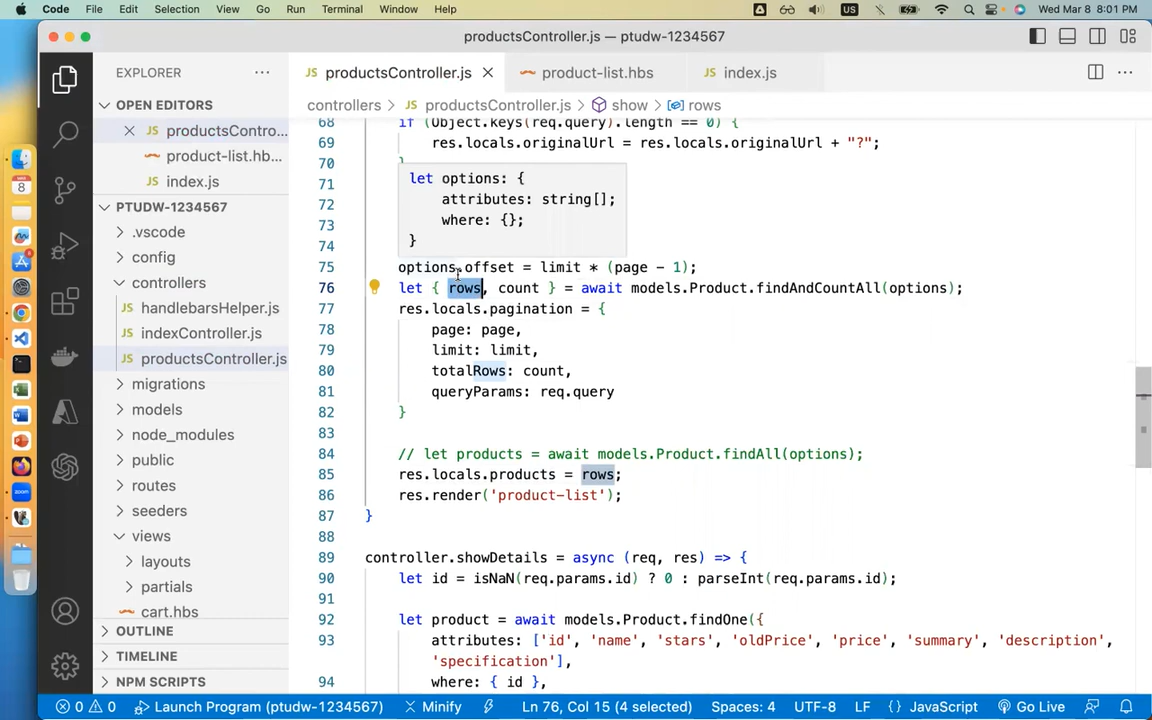 Code File Edit Selection View Go Run Terminal Window Help US Wed Mar 8 8:01 PM
productsController.js — ptudw-1234567
EXPLORER
OPEN EDITORS
JS productsContro...
product-list.hb...
JS index.js
PTUDW-1234567
.vscode
config
controllers
JS handlebarsHelper.js
JS indexController.js
JS productsController.js
migrations
models
node_modules
public
routes
seeders
views
layouts
partials
cart.hbs
OUTLINE
TIMELINE
NPM SCRIPTS
JS productsController.js product-list.hbs JS index.js
controllers > JS productsController.js > show > rows
68 if (Object.keys(req.query).length == 0) {
69 res.locals.originalUrl = res.locals.originalUrl + "?";
70 }
71
72
73
74
let options: {
attributes: string[];
where: {};
}
75 options.offset = limit * (page - 1);
76 let { rows, count } = await models.Product.findAndCountAll(options);
77 res.locals.pagination = {
78 page: page,
79 limit: limit,
80 totalRows: count,
81 queryParams: req.query
82 }
83
84 // let products = await models.Product.findAll(options);
85 res.locals.products = rows;
86 res.render('product-list');
87 }
88
89 controller.showDetails = async (req, res) => {
90 let id = isNaN(req.params.id) ? 0 : parseInt(req.params.id);
91
92 let product = await models.Product.findOne({
93 attributes: ['id', 'name', 'stars', 'oldPrice', 'price', 'summary', 'description',
'specification'],
94 where: { id },
0 0 Launch Program (ptudw-1234567) Minify Ln 76, Col 15 (4 selected) Spaces: 4 UTF-8 LF {} JavaScript Go Live